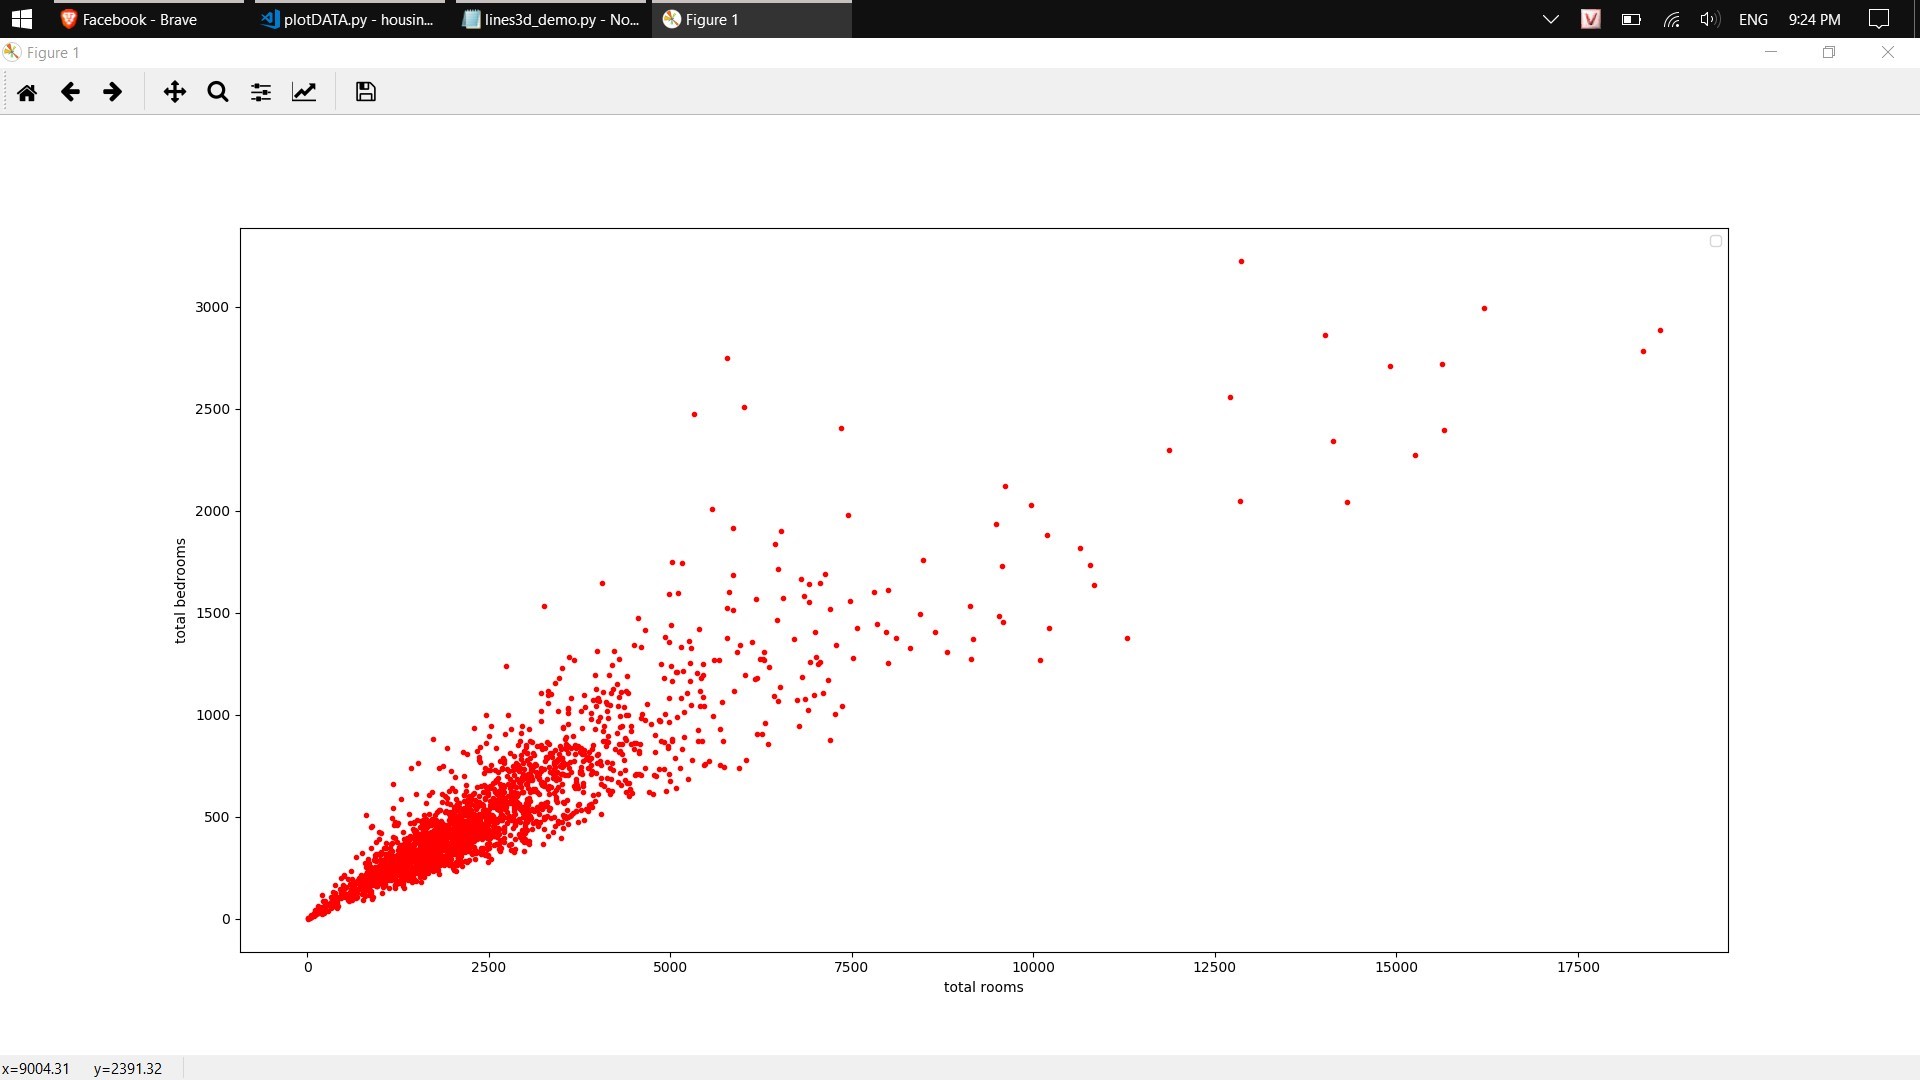 Facebook - Brave
plotDATA.py - housin...
lines3d_demo.py - No...
Figure 1
V
ENG
9:24 PM
Figure 1
3000
2500
2000
1500
1000
500
0
total bedrooms
0 2500 5000 7500 10000 12500 15000 17500
total rooms
x=9004.31 y=2391.32